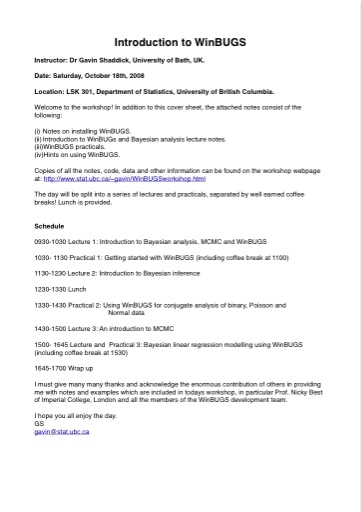 Introduction to WinBUGS
Instructor: Dr Gavin Shaddick, University of Bath, UK.
Date: Saturday, October 18th, 2008
Location: LSK 301, Department of Statistics, University of British Columbia.
Welcome to the workshop! In addition to this cover sheet, the attached notes consist of the
following:
(i) Notes on installing WinBUGS.
(ii) Introduction to WinBUGs and Bayesian analysis lecture notes.
(iii)WinBUGS practicals.
(iv)Hints on using WinBUGS.
Copies of all the notes, code, data and other information can be found on the workshop webpage
at: http://www.stat.ubc.ca/~gavin/WinBUGSworkshop.html
The day will be split into a series of lectures and practicals, separated by well earned coffee
breaks! Lunch is provided.
Schedule
0930-1030 Lecture 1: Introduction to Bayesian analysis, MCMC and WinBUGS
1030- 1130 Practical 1: Getting started with WinBUGS (including coffee break at 1100)
1130-1230 Lecture 2: Introduction to Bayesian inference
1230-1330 Lunch
1330-1430 Practical 2: Using WinBUGS for conjugate analysis of binary, Poisson and
Normal data
1430-1500 Lecture 3: An introduction to MCMC
1500- 1645 Lecture and Practical 3: Bayesian linear regression modelling using WinBUGS
(including coffee break at 1530)
1645-1700 Wrap up
I must give many many thanks and acknowledge the enormous contribution of others in providing
me with notes and examples which are included in todays workshop, in particular Prof. Nicky Best
of Imperial College, London and all the members of the WinBUGS development team.
I hope you all enjoy the day.
GS
gavin@stat.ubc.ca